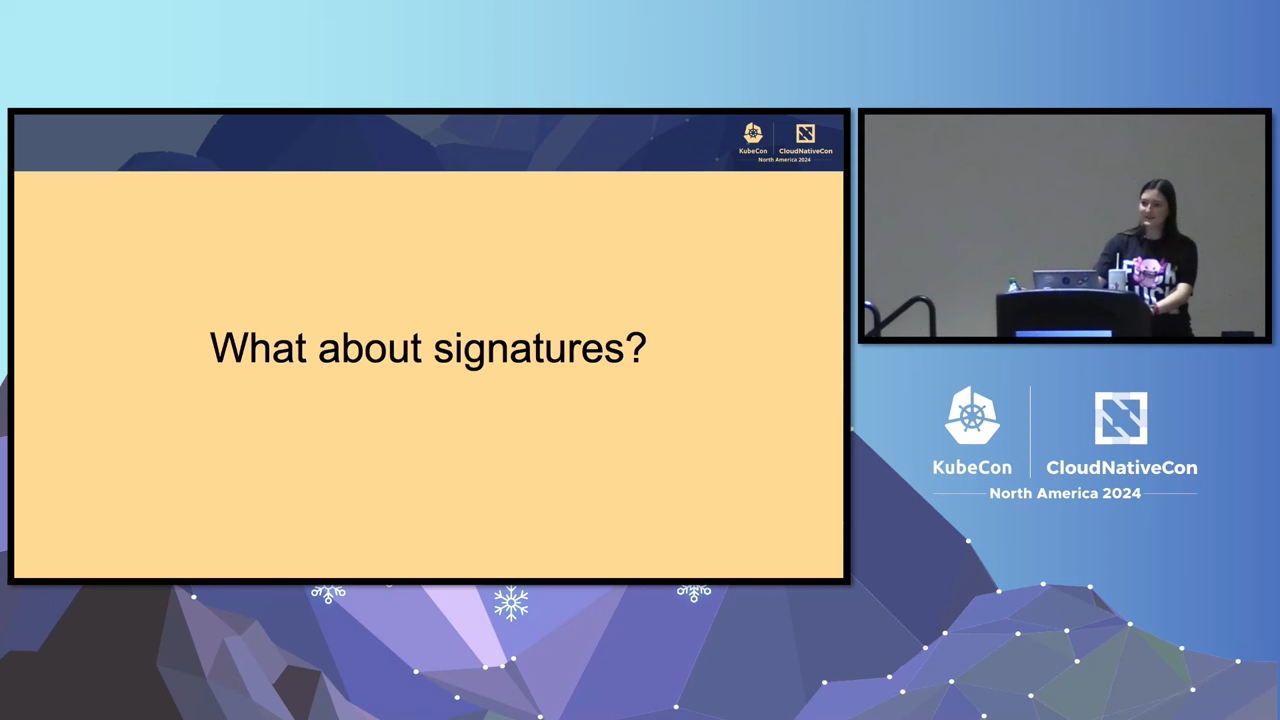 KubeCon
CloudNativeCon
North America 2024
What about signatures?
KubeCon
CloudNativeCon
North America 2024